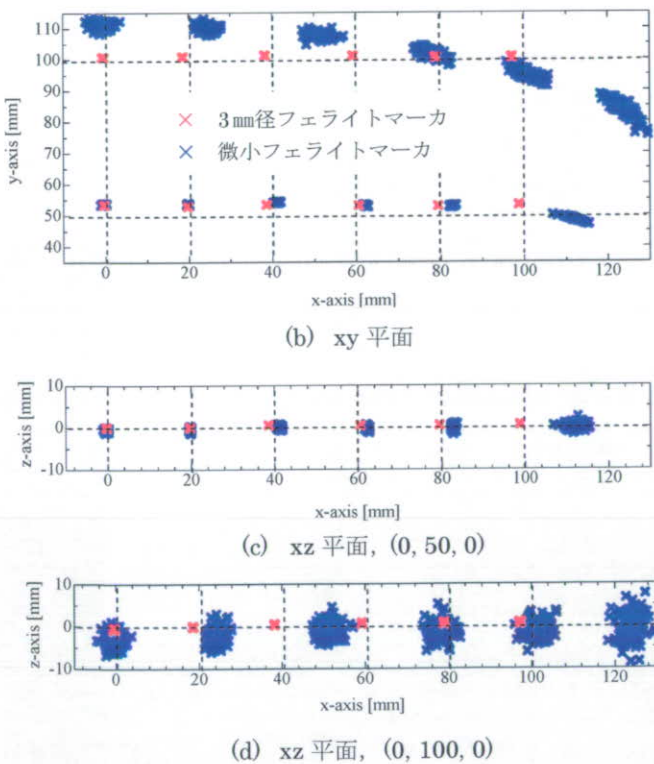 110
100
90
80
70
60
50
40
y-axis [mm]
× 3㎜径フェライトマーカ
× 微小フェライトマーカ
0 20 40 60 80 100 120
x-axis [mm]
(b) xy 平面
10
0
-10
z-axis [mm]
0 20 40 60 80 100 120
x-axis [mm]
(c) xz 平面, (0, 50, 0)
10
0
-10
z-axis [mm]
0 20 40 60 80 100 120
x-axis [mm]
(d) xz 平面, (0, 100, 0)